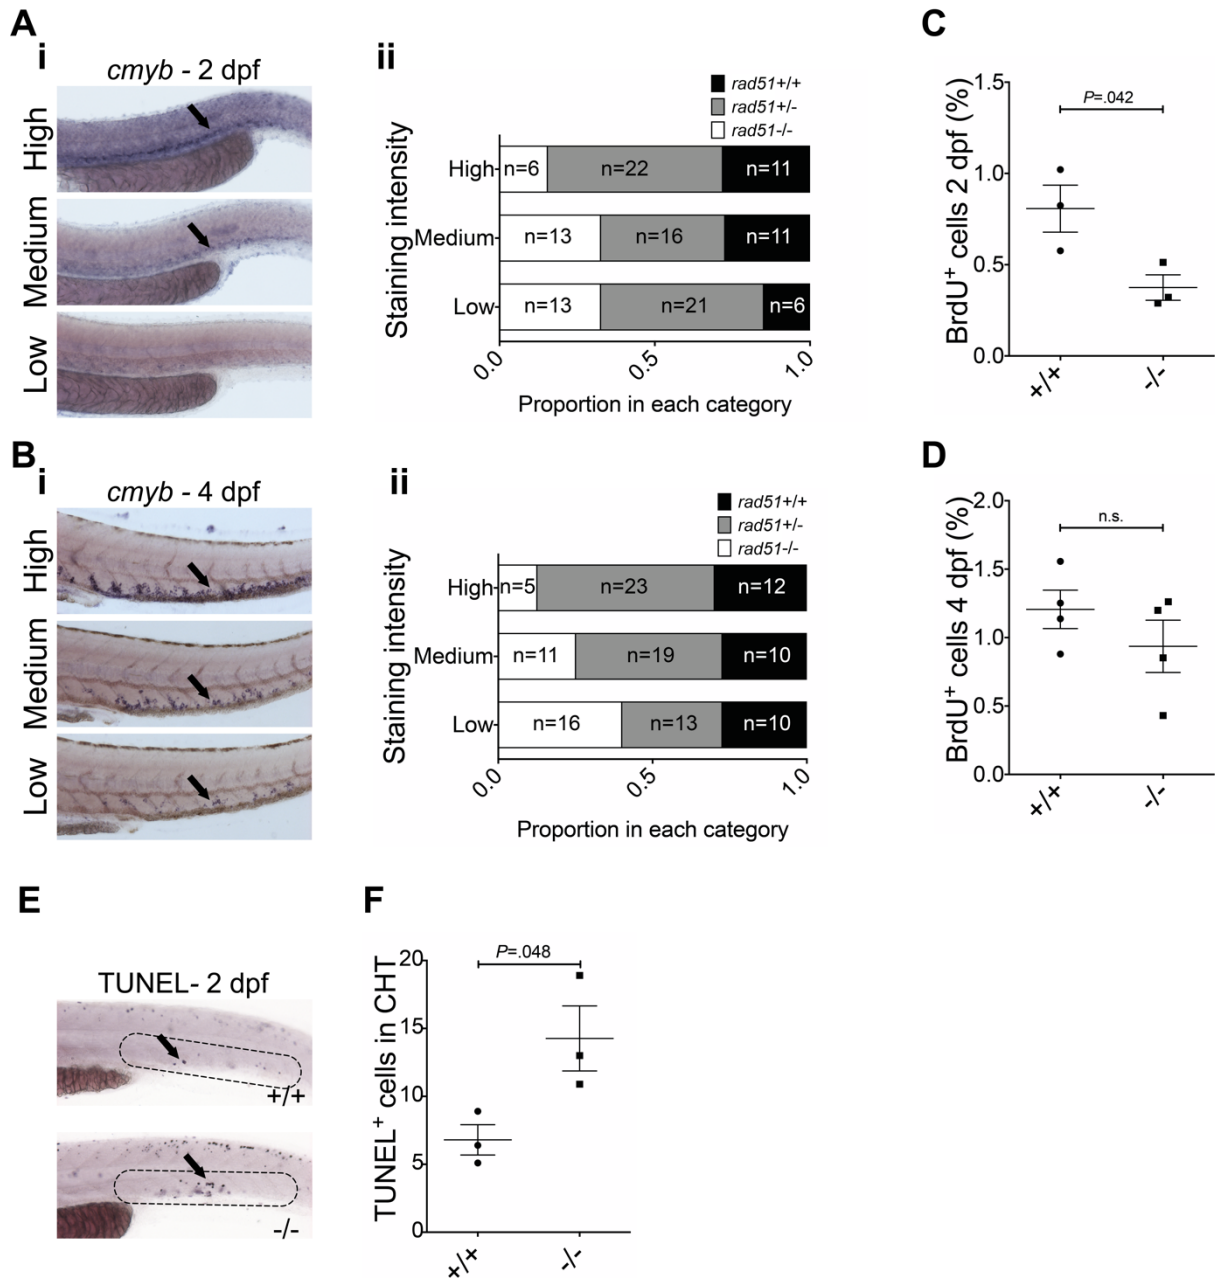 A
i
cmyb - 2 dpf
High
Medium
Low
ii
rad51+/+
rad51+/-
rad51-/-
Staining intensity
High
n=6
n=22
n=11
Medium
n=13
n=16
n=11
Low
n=13
n=21
n=6
0.0
0.5
1.0
Proportion in each category
C
BrdU+ cells 2 dpf (%)
1.5
1.0
0.5
0.0
P=.042
+/+
-/-
B
i
cmyb - 4 dpf
High
Medium
Low
ii
rad51+/+
rad51+/-
rad51-/-
Staining intensity
High
n=5
n=23
n=12
Medium
n=11
n=19
n=10
Low
n=16
n=13
n=10
0.0
0.5
1.0
Proportion in each category
D
BrdU+ cells 4 dpf (%)
2.0
1.5
1.0
0.5
0.0
n.s.
+/+
-/-
E
TUNEL- 2 dpf
+/+
-/-
F
TUNEL+ cells in CHT
20
15
10
5
0
P=.048
+/+
-/-